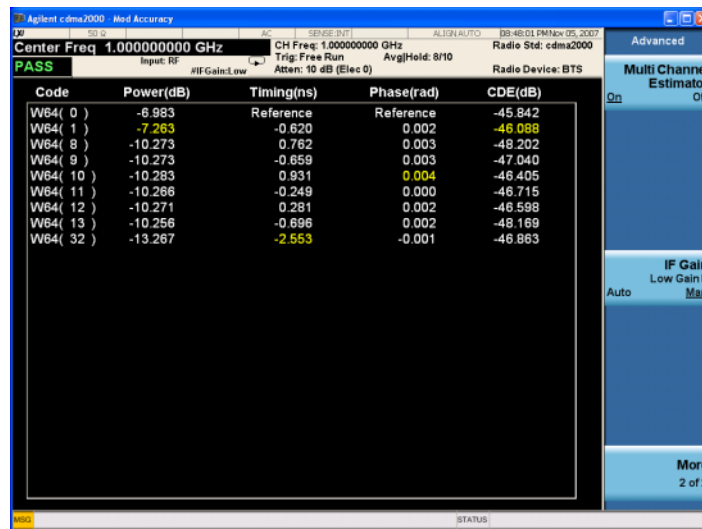 Agilent cdma2000 - Mod Accuracy
50 Ω AC SENSE:INT ALIGN AUTO 08:48:01 PM Nov 05, 2007
Center Freq 1.000000000 GHz CH Freq: 1.000000000 GHz Radio Std: cdma2000
Input: RF Trig: Free Run Avg|Hold: 8/10
PASS #IFGain:Low Atten: 10 dB (Elec 0) Radio Device: BTS
Code Power(dB) Timing(ns) Phase(rad) CDE(dB)
W64( 0 ) -6.983 Reference Reference -45.842
W64( 1 ) -7.263 -0.620 0.002 -46.088
W64( 8 ) -10.273 0.762 0.003 -48.202
W64( 9 ) -10.273 -0.659 0.003 -47.040
W64( 10 ) -10.283 0.931 0.004 -46.405
W64( 11 ) -10.266 -0.249 0.000 -46.715
W64( 12 ) -10.271 0.281 0.002 -46.598
W64( 13 ) -10.256 -0.696 0.002 -48.169
W64( 32 ) -13.267 -2.553 -0.001 -46.863
Advanced
Multi Channe
Estimato
On O
IF Gai
Low Gain
Auto Ma
Mor
2 of
MSG STATUS